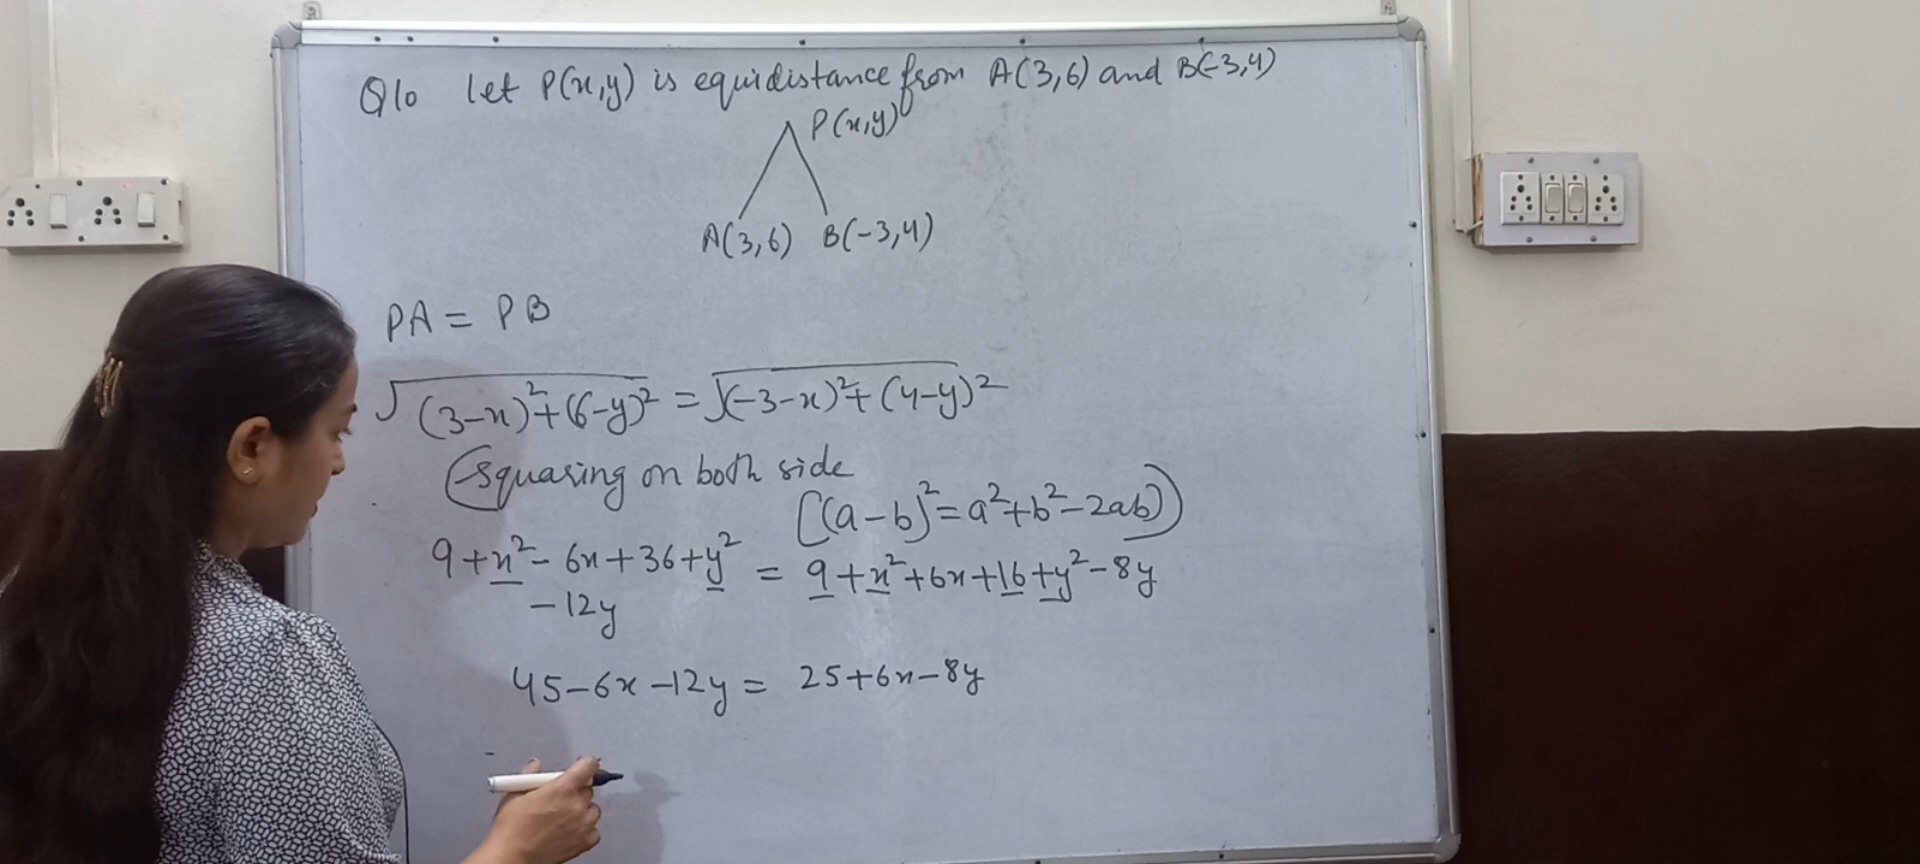 Q10 Let P(x,y) is equidistance from A(3,6) and B(-3,4)
P(x,y)
A(3,6) B(-3,4)
PA = PB
√(3-x)²+(6-y)² = √(-3-x)²+(4-y)²
(Squaring on both side
[(a-b)²=a²+b²-2ab)]
9+x²-6x+36+y² = 9+x²+6x+16+y²-8y
-12y
45-6x-12y = 25+6x-8y
-